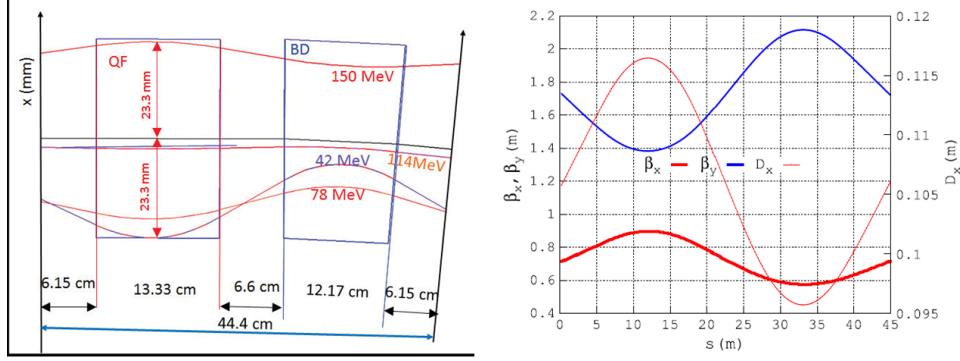 x (mm)
QF
BD
23.3 mm
150 MeV
42 MeV
114MeV
23.3 mm
78 MeV
6.15 cm
13.33 cm
6.6 cm
12.17 cm
6.15 cm
44.4 cm
2.2
2
1.8
1.6
1.4
1.2
1
0.8
0.6
0.4
βx, βy (m)
βx
βy
Dx
0.12
0.115
0.11
0.105
0.1
0.095
Dx (m)
0
5
10
15
20
25
30
35
40
45
s (m)